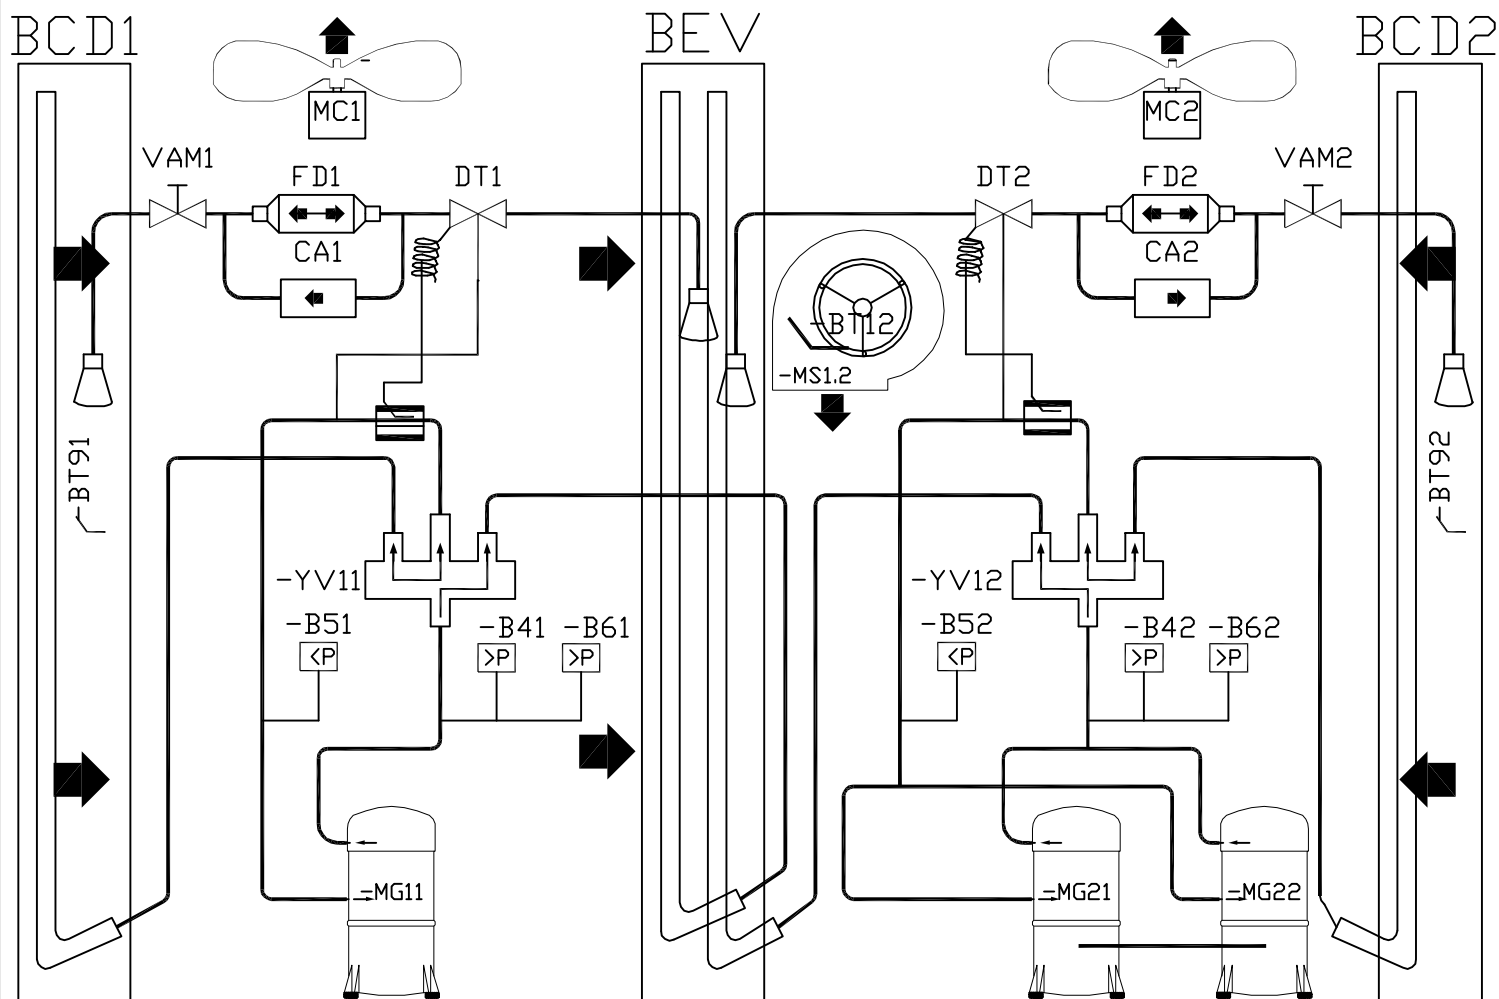 BCD1
BEV
BCD2
MC1
MC2
VAM1
FD1
DT1
DT2
FD2
VAM2
CA1
CA2
-BT12
-MS1.2
-BT91
-BT92
-YV11
-YV12
-B51
-B41
-B61
-B52
-B42
-B62
<P
>P
>P
<P
>P
>P
-MG11
-MG21
-MG22